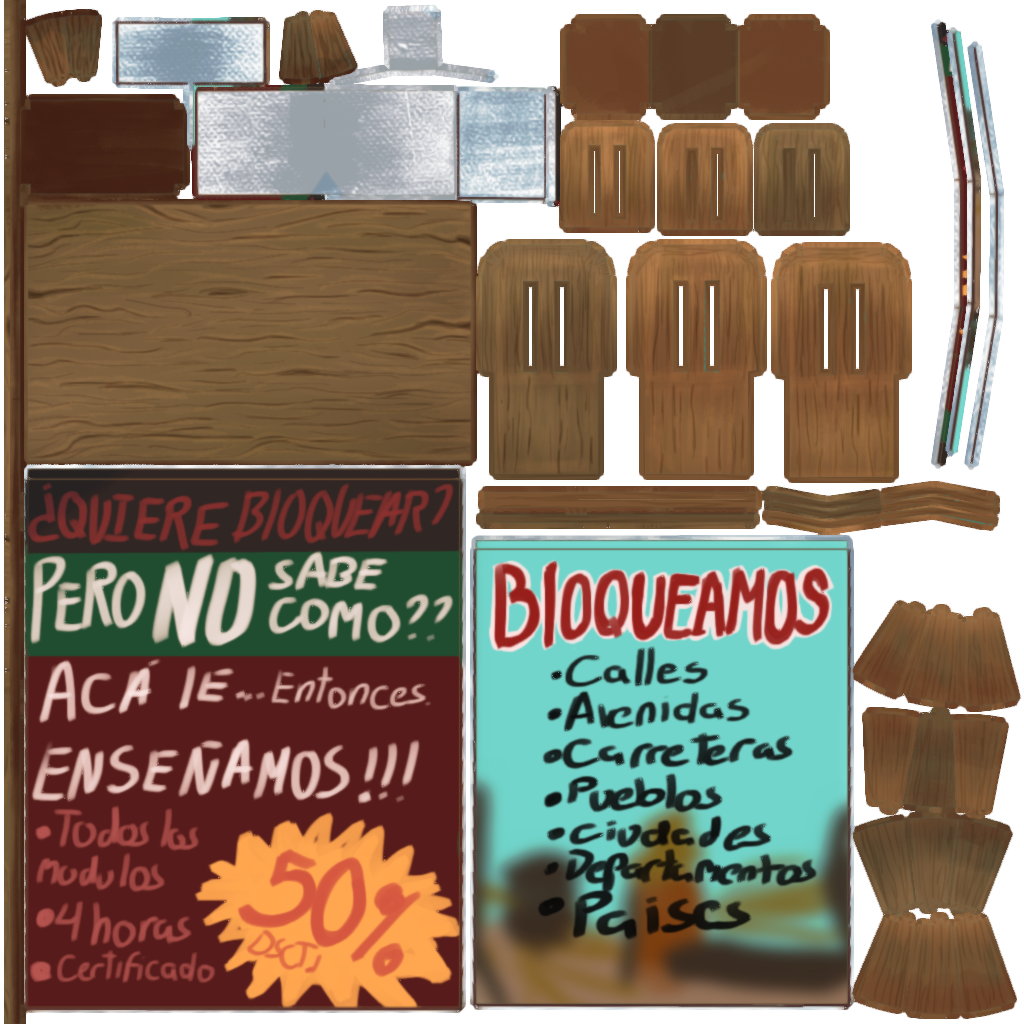 ¿QUIERE BLOQUEAR?
PERO NO SABE
COMO??
ACÁ lE... Entonces.
ENSEÑAMOS!!!
•Todos los
modulos
•4 horas
•Certificado
50%
DSCT
BlOQUEAMOS
•Calles
•Avenidas
•Carreteras
•Pueblos
•Ciudades
•Departamentos
•Paises